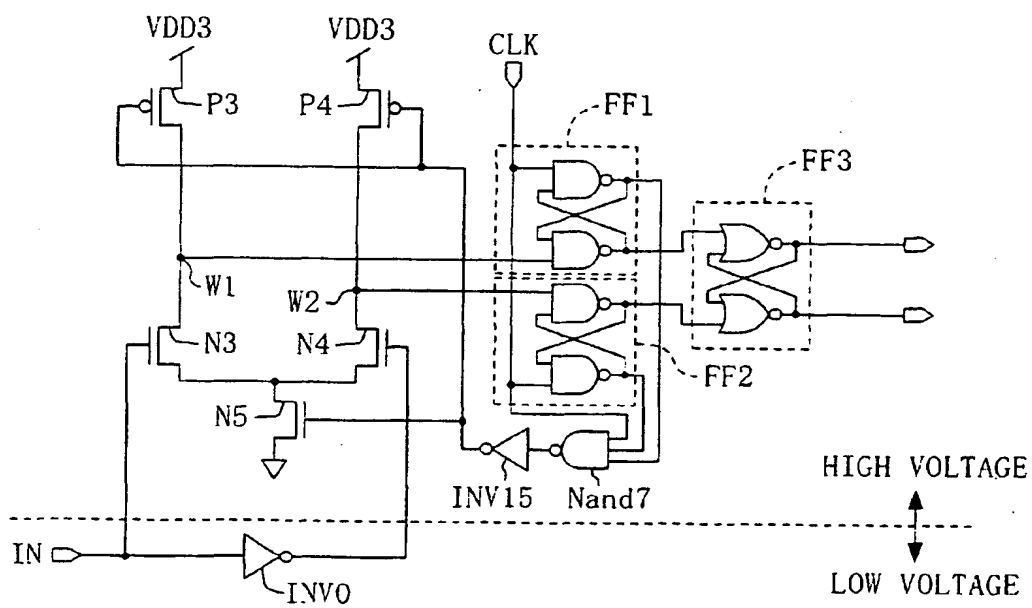 VDD3
VDD3
CLK
P3
P4
FF1
FF3
W1
W2
N3
N4
FF2
N5
INV15
Nand7
HIGH VOLTAGE
IN
INV0
LOW VOLTAGE